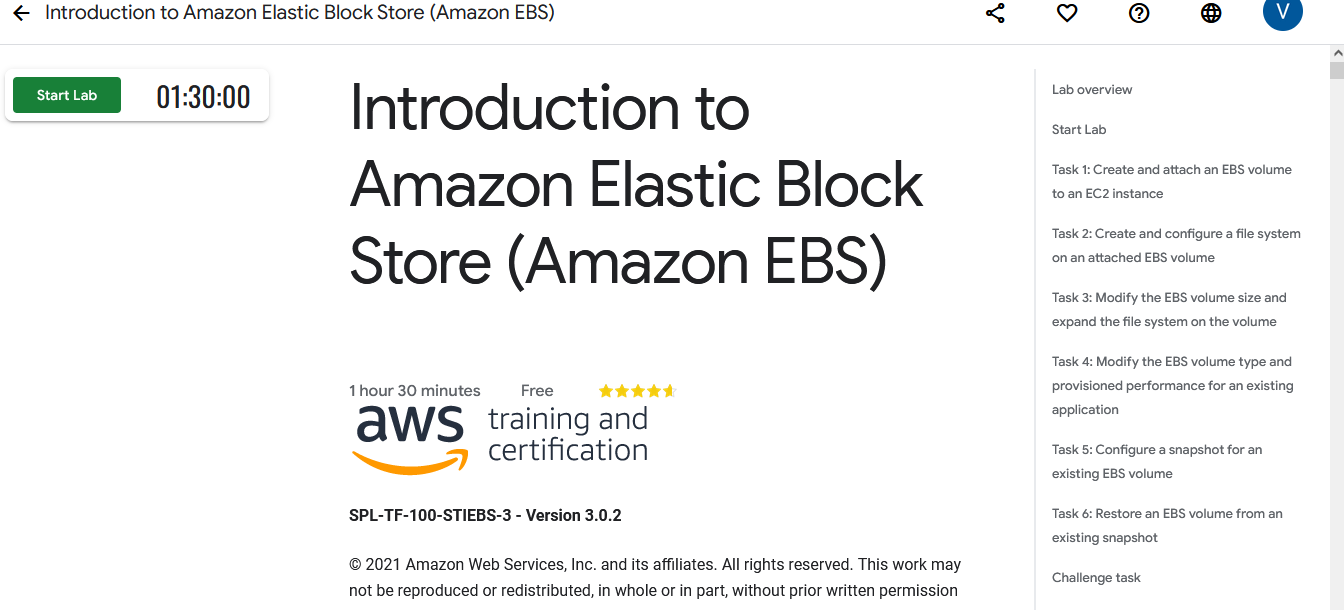 Introduction to Amazon Elastic Block Store (Amazon EBS)
V
Start Lab
01:30:00
Introduction to
Amazon Elastic Block
Store (Amazon EBS)
1 hour 30 minutes
Free
aws
training and
certification
SPL-TF-100-STIEBS-3 - Version 3.0.2
© 2021 Amazon Web Services, Inc. and its affiliates. All rights reserved. This work may
not be reproduced or redistributed, in whole or in part, without prior written permission
Lab overview
Start Lab
Task 1: Create and attach an EBS volume
to an EC2 instance
Task 2: Create and configure a file system
on an attached EBS volume
Task 3: Modify the EBS volume size and
expand the file system on the volume
Task 4: Modify the EBS volume type and
provisioned performance for an existing
application
Task 5: Configure a snapshot for an
existing EBS volume
Task 6: Restore an EBS volume from an
existing snapshot
Challenge task